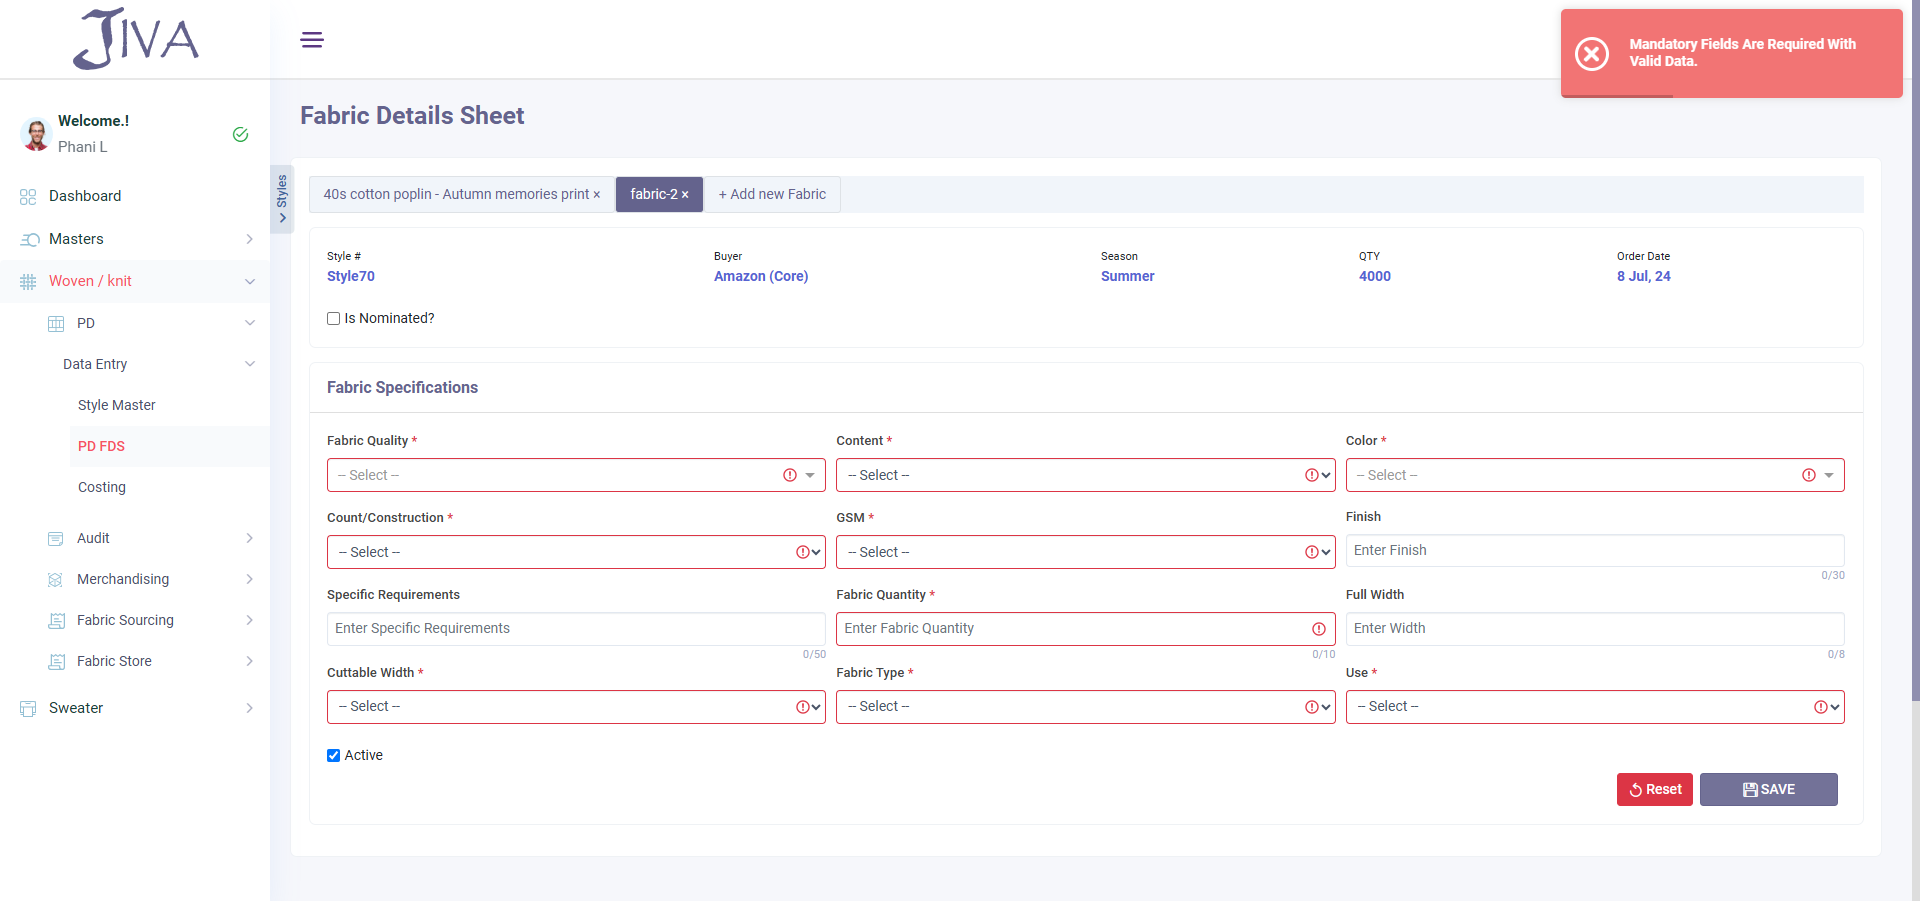 JIVA
Mandatory Fields Are Required With
Valid Data.
Welcome.!
Phani L
Dashboard
Masters
Woven / knit
PD
Data Entry
Style Master
PD FDS
Costing
Audit
Merchandising
Fabric Sourcing
Fabric Store
Sweater
Styles
Fabric Details Sheet
40s cotton poplin - Autumn memories print × fabric-2 × + Add new Fabric
Style # Buyer Season QTY Order Date
Style70 Amazon (Core) Summer 4000 8 Jul, 24
Is Nominated?
Fabric Specifications
Fabric Quality * Content * Color *
-- Select -- -- Select -- -- Select --
Count/Construction * GSM * Finish
-- Select -- -- Select -- Enter Finish
0/30
Specific Requirements Fabric Quantity * Full Width
Enter Specific Requirements Enter Fabric Quantity Enter Width
0/50 0/10 0/8
Cuttable Width * Fabric Type * Use *
-- Select -- -- Select -- -- Select --
Active
Reset SAVE